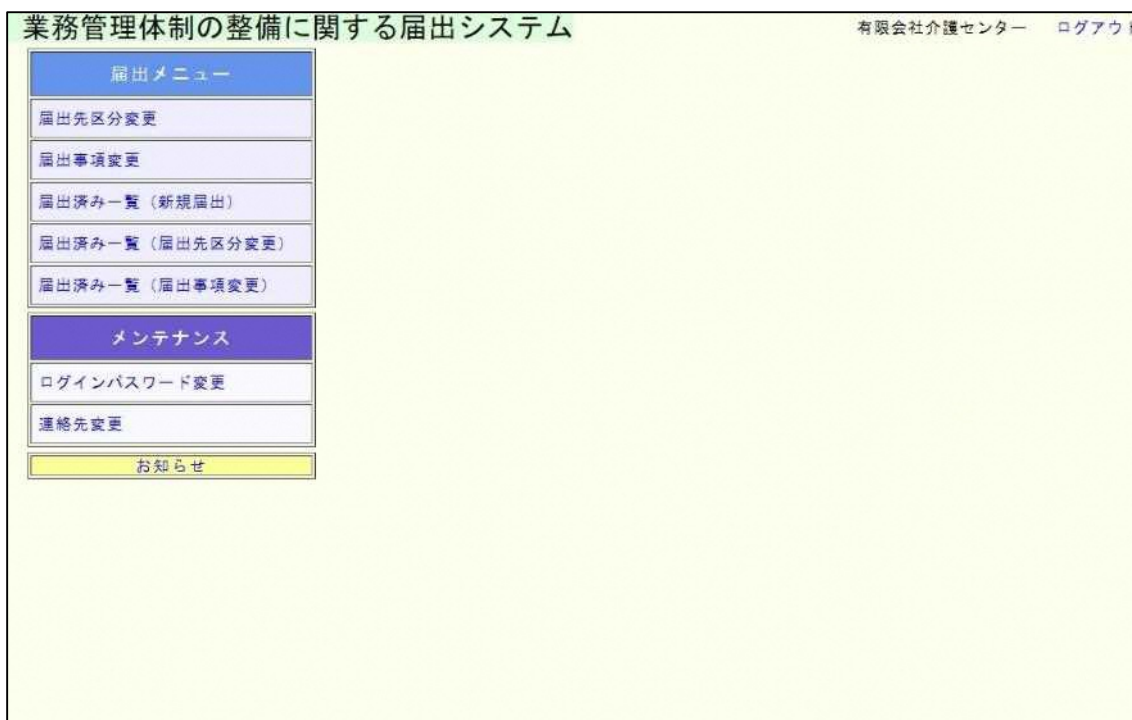 業務管理体制の整備に関する届出システム
有限会社介護センター ログアウ
届出メニュー
届出先区分変更
届出事項変更
届出済み一覧（新規届出）
届出済み一覧（届出先区分変更）
届出済み一覧（届出事項変更）
メンテナンス
ログインパスワード変更
連絡先変更
お知らせ